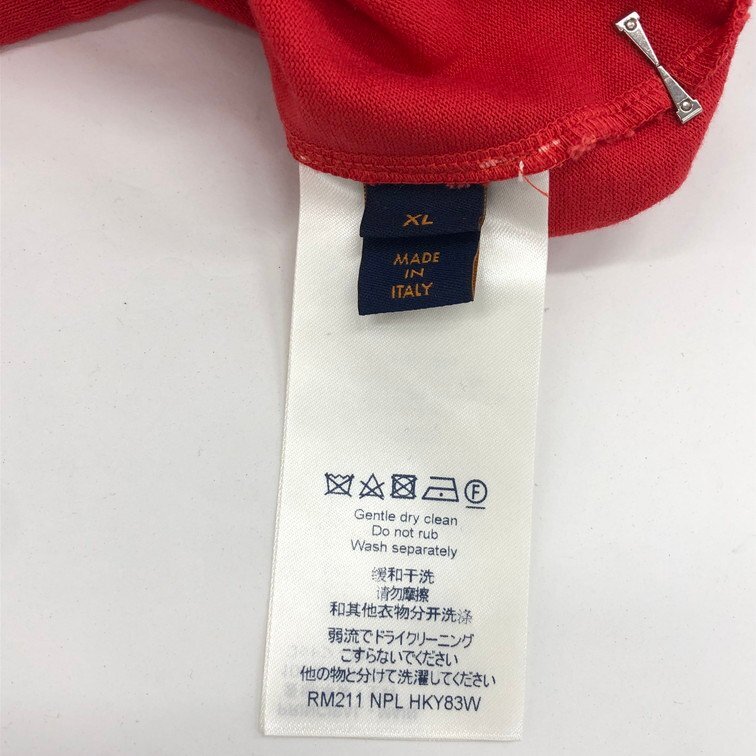 XL
MADE
IN
ITALY
F
Gentle dry clean
Do not rub
Wash separately
缓和干洗
请勿摩擦
和其他衣物分开洗涤
弱流でドライクリーニング
こすらないでください
他の物と分けて洗濯してください
RM211 NPL HKY83W